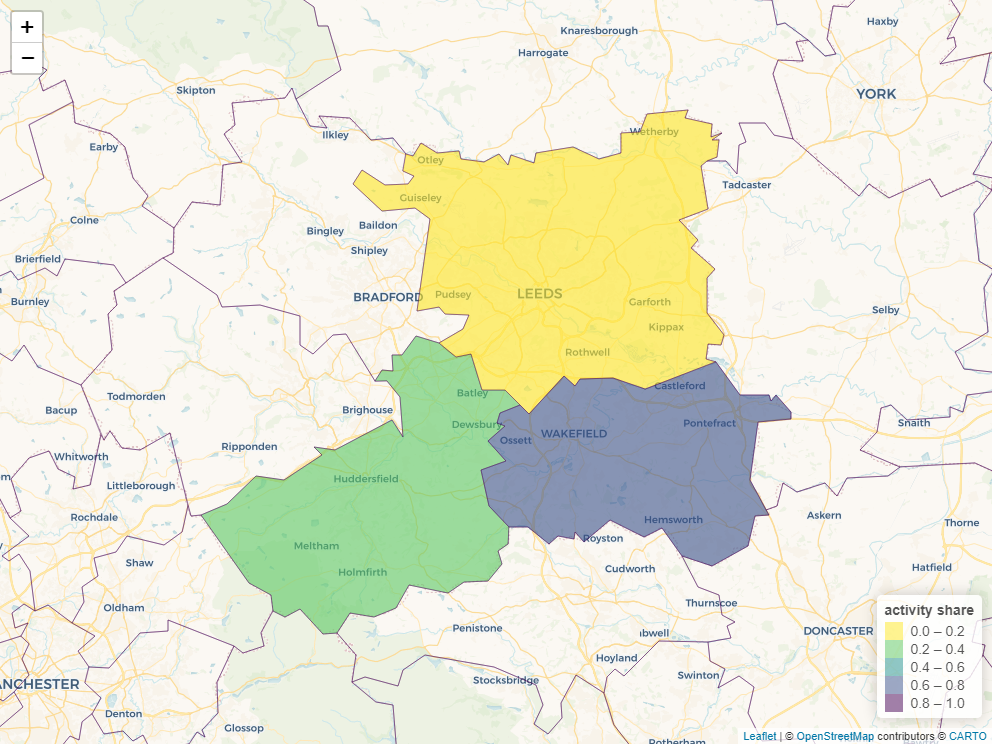 +
−
Knaresborough
Haxby
Harrogate
Skipton
YORK
Ilkley
Wetherby
Earby
Otley
Tadcaster
Guiseley
Colne
Baildon
Bingley
Shipley
Brierfield
Pudsey
LEEDS
BRADFORD
Burnley
Garforth
Selby
Kippax
Rothwell
Castleford
Batley
Todmorden
Bacup
Brighouse
Dewsbury
Pontefract
Snaith
WAKEFIELD
Ossett
Ripponden
Whitworth
Huddersfield
Littleborough
Rochdale
Hemsworth
Askern
Thorne
Royston
Meltham
Shaw
Holmfirth
Cudworth
Hatfield
Oldham
Thurnscoe
Penistone
bwell
DONCASTER
Hoyland
Swinton
Stocksbridge
ANCHESTER
Denton
Glossop
Rotherham
activity share
0.0 – 0.2
0.2 – 0.4
0.4 – 0.6
0.6 – 0.8
0.8 – 1.0
Leaflet | © OpenStreetMap contributors © CARTO